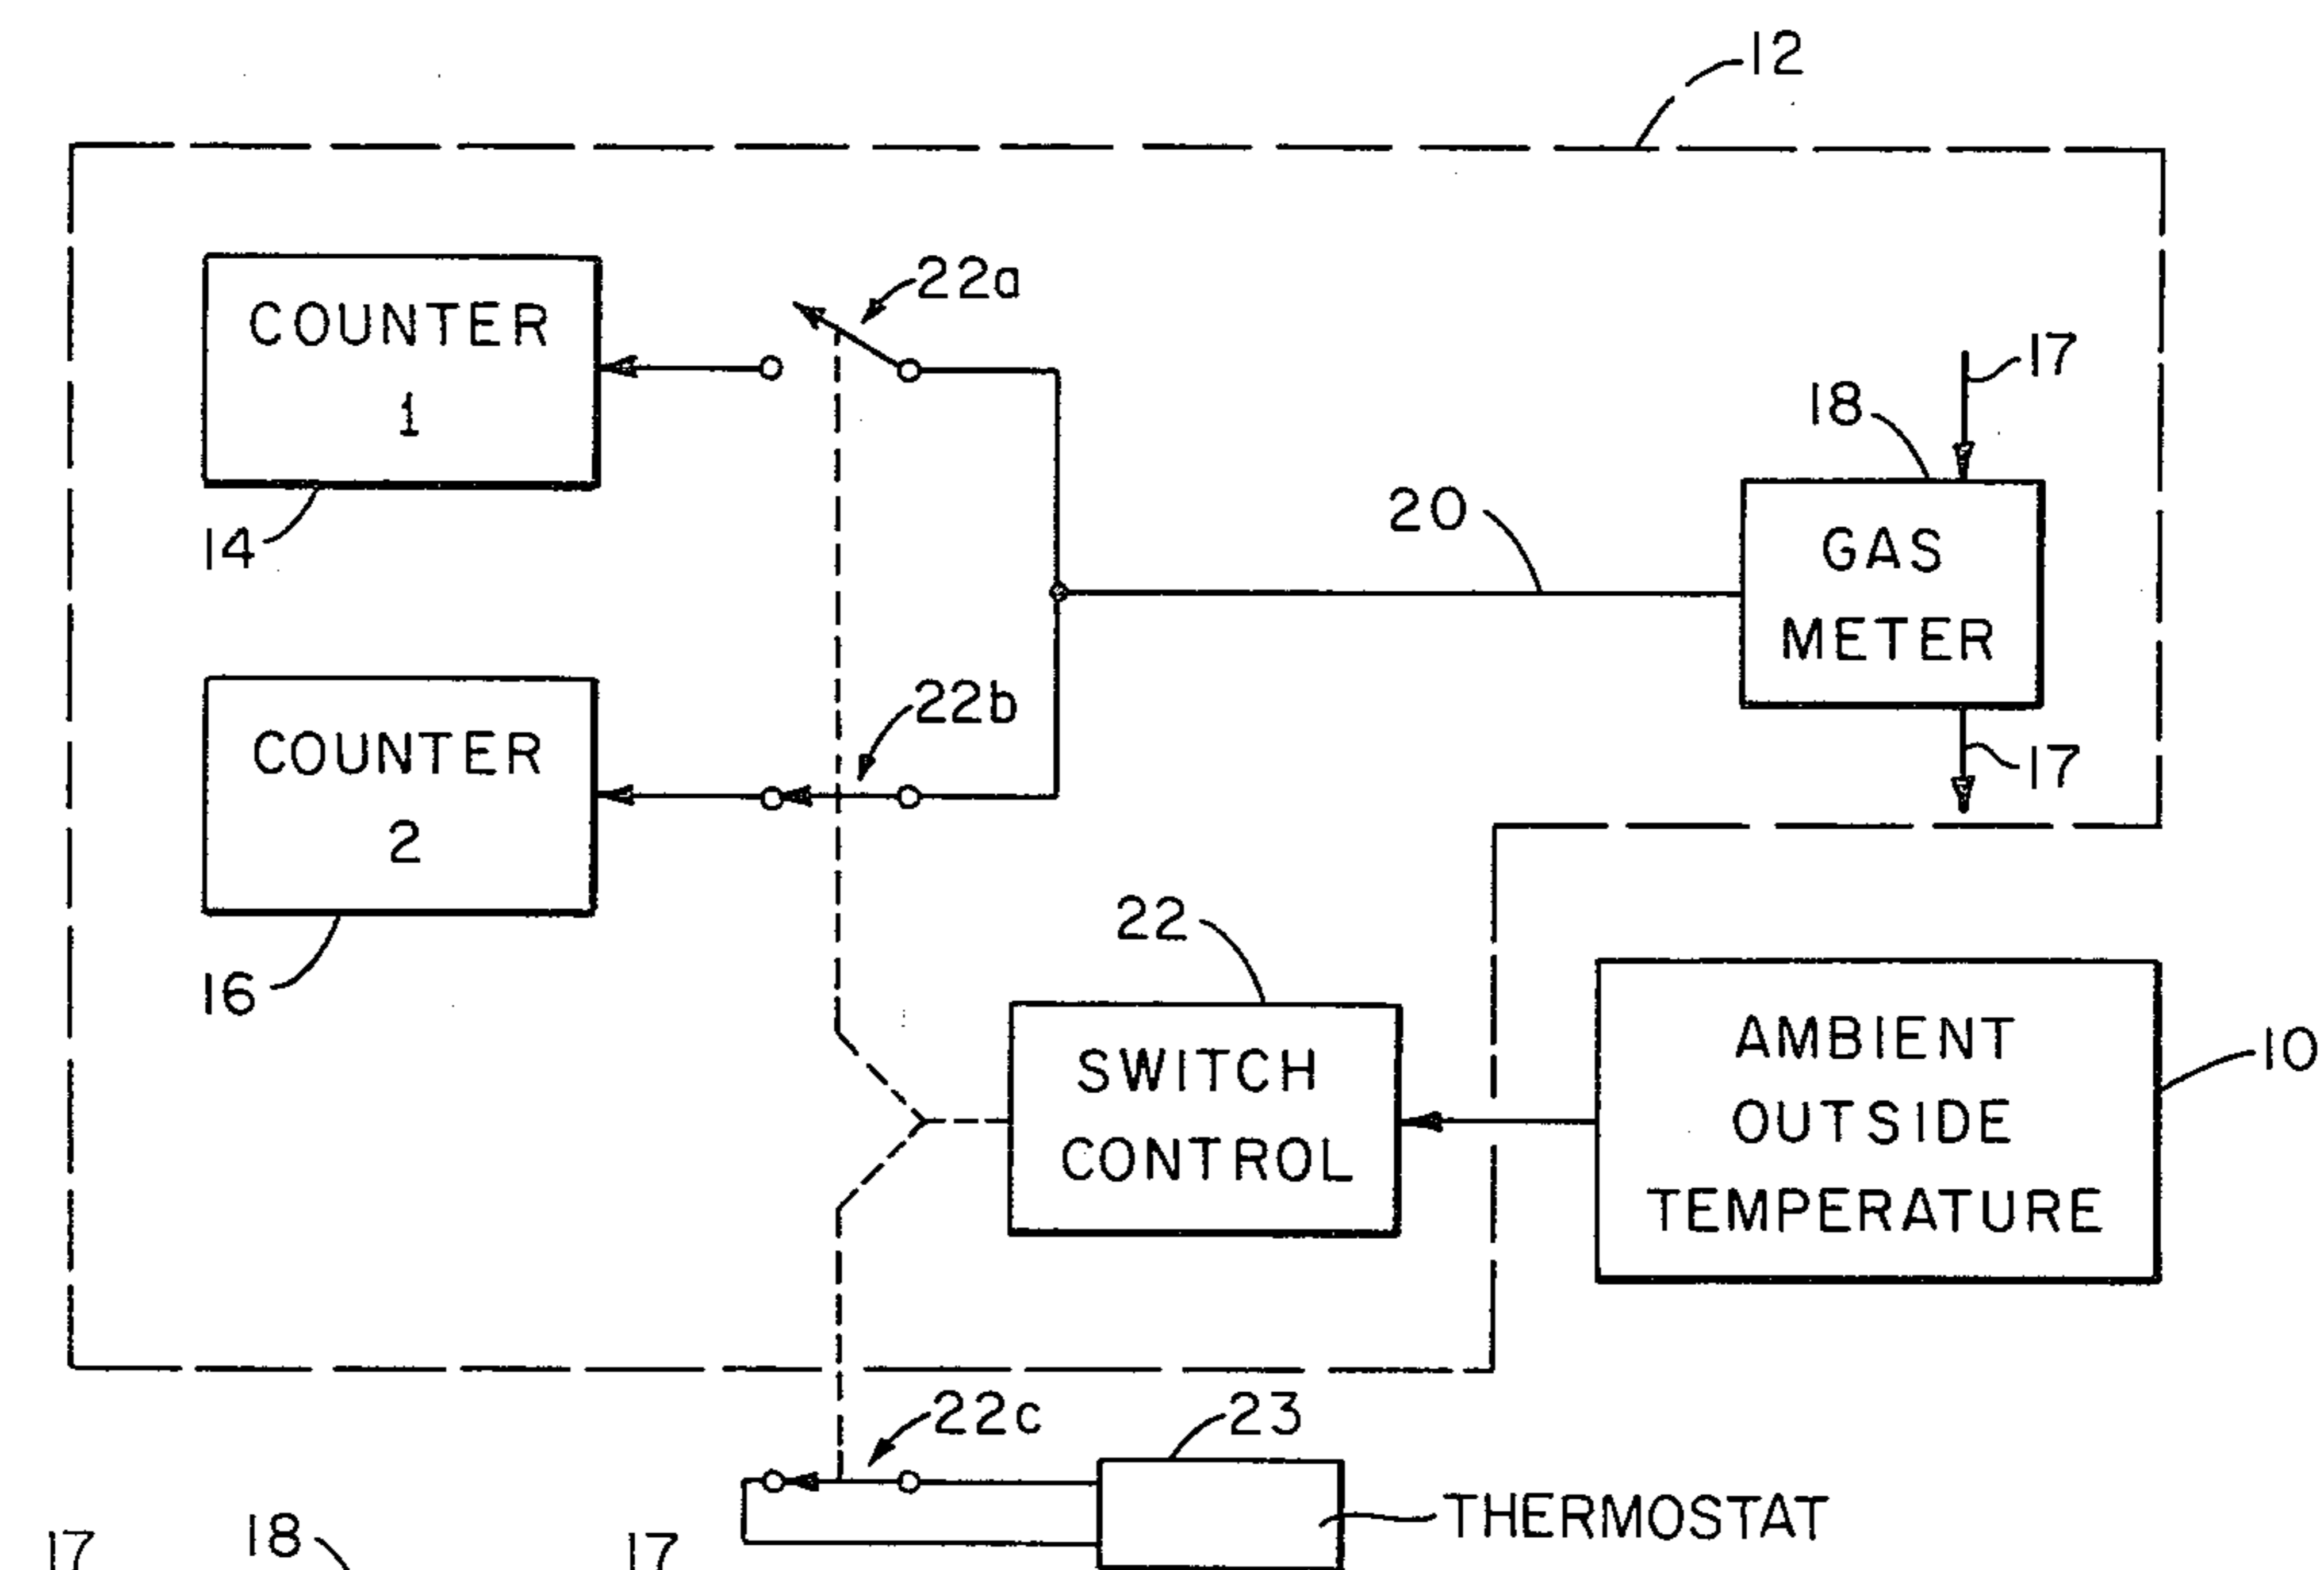 12
22a
COUNTER
1
17
18
14
20
GAS
METER
22b
COUNTER
2
17
22
16
SWITCH
CONTROL
AMBIENT
OUTSIDE
TEMPERATURE
10
22c
23
THERMOSTAT
17
18
17